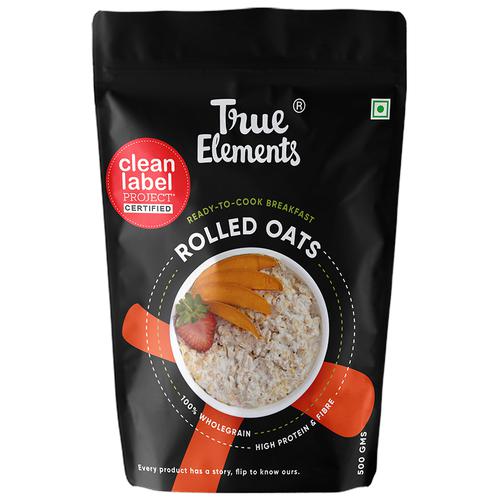 True ®
Elements
clean
label
PROJECT™
CERTIFIED
READY-TO-COOK BREAKFAST
ROLLED OATS
100% WHOLEGRAIN
HIGH PROTEIN & FIBRE
500 GMS
Every product has a story, flip to know ours.